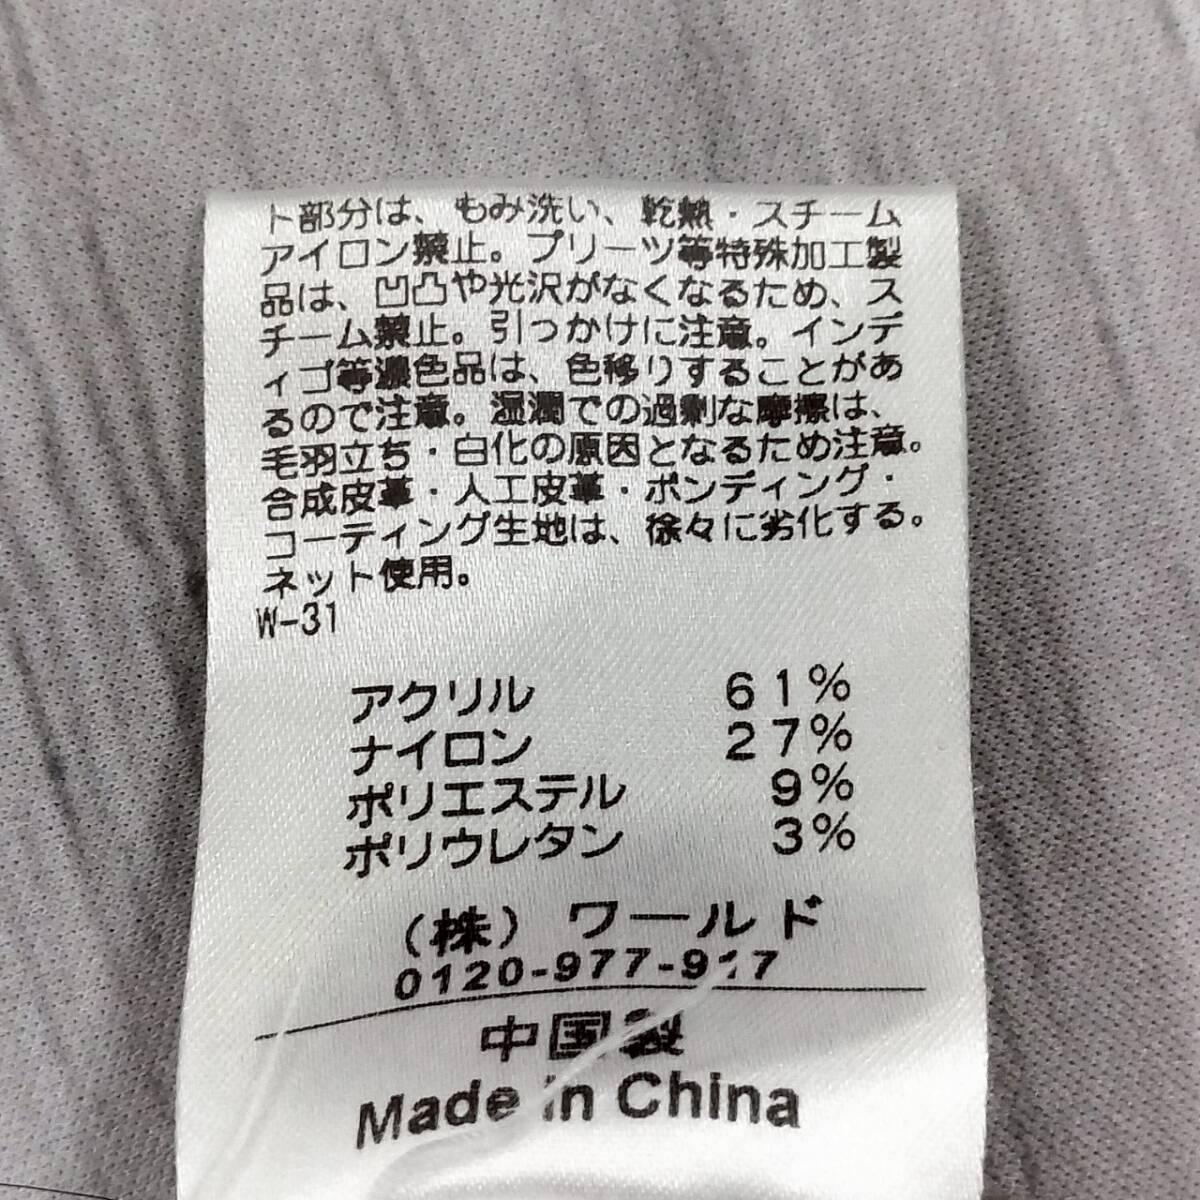 ト部分は、もみ洗い、乾熱・スチーム
アイロン禁止。プリーツ等特殊加工製
品は、凹凸や光沢がなくなるため、ス
チーム禁止。引っかけに注意。インデ
ィゴ等濃色品は、色移りすることがあ
るので注意。湿潤での過剰な摩擦は、
毛羽立ち・白化の原因となるため注意。
合成皮革・人工皮革・ボンディング・
コーティング生地は、徐々に劣化する。
ネット使用。
W-31
アクリル 61%
ナイロン 27%
ポリエステル 9%
ポリウレタン 3%
(株) ワールド
0120-977-917
中国製
Made in China